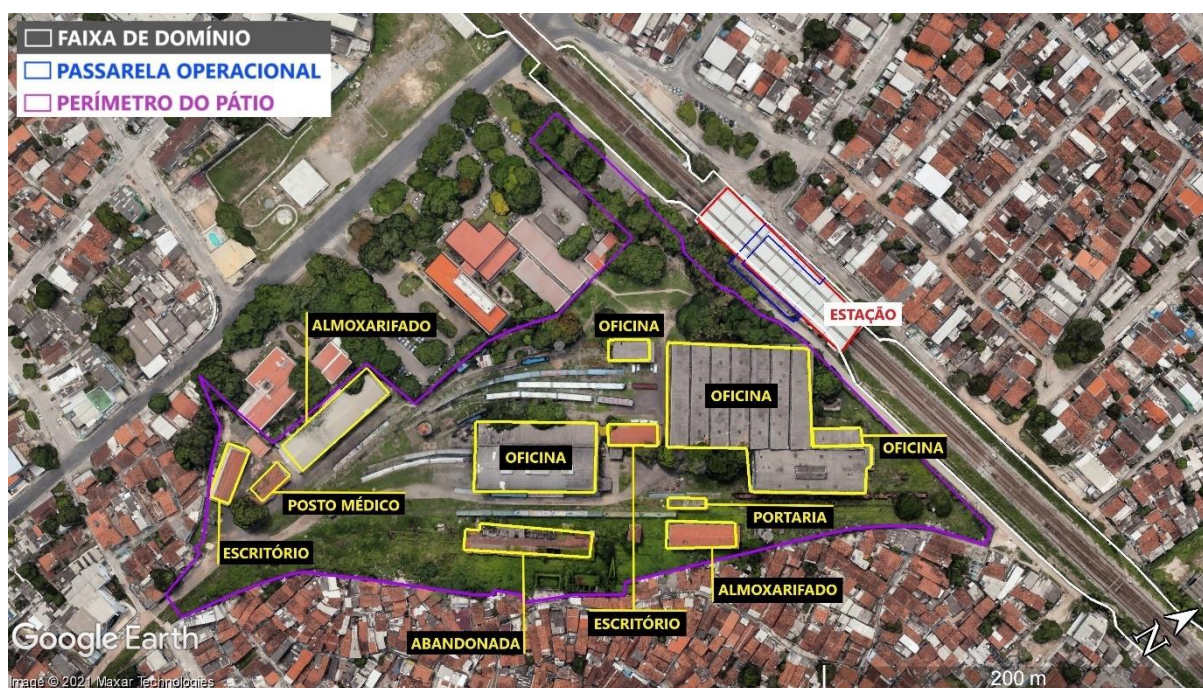 FAIXA DE DOMÍNIO
PASSARELA OPERACIONAL
PERÍMETRO DO PÁTIO
ESTAÇÃO
ALMOXARIFADO
OFICINA
OFICINA
OFICINA
OFICINA
POSTO MÉDICO
PORTARIA
ESCRITÓRIO
ALMOXARIFADO
ESCRITÓRIO
ABANDONADA
Google Earth
Image © 2021 Maxar Technologies
200 m
N